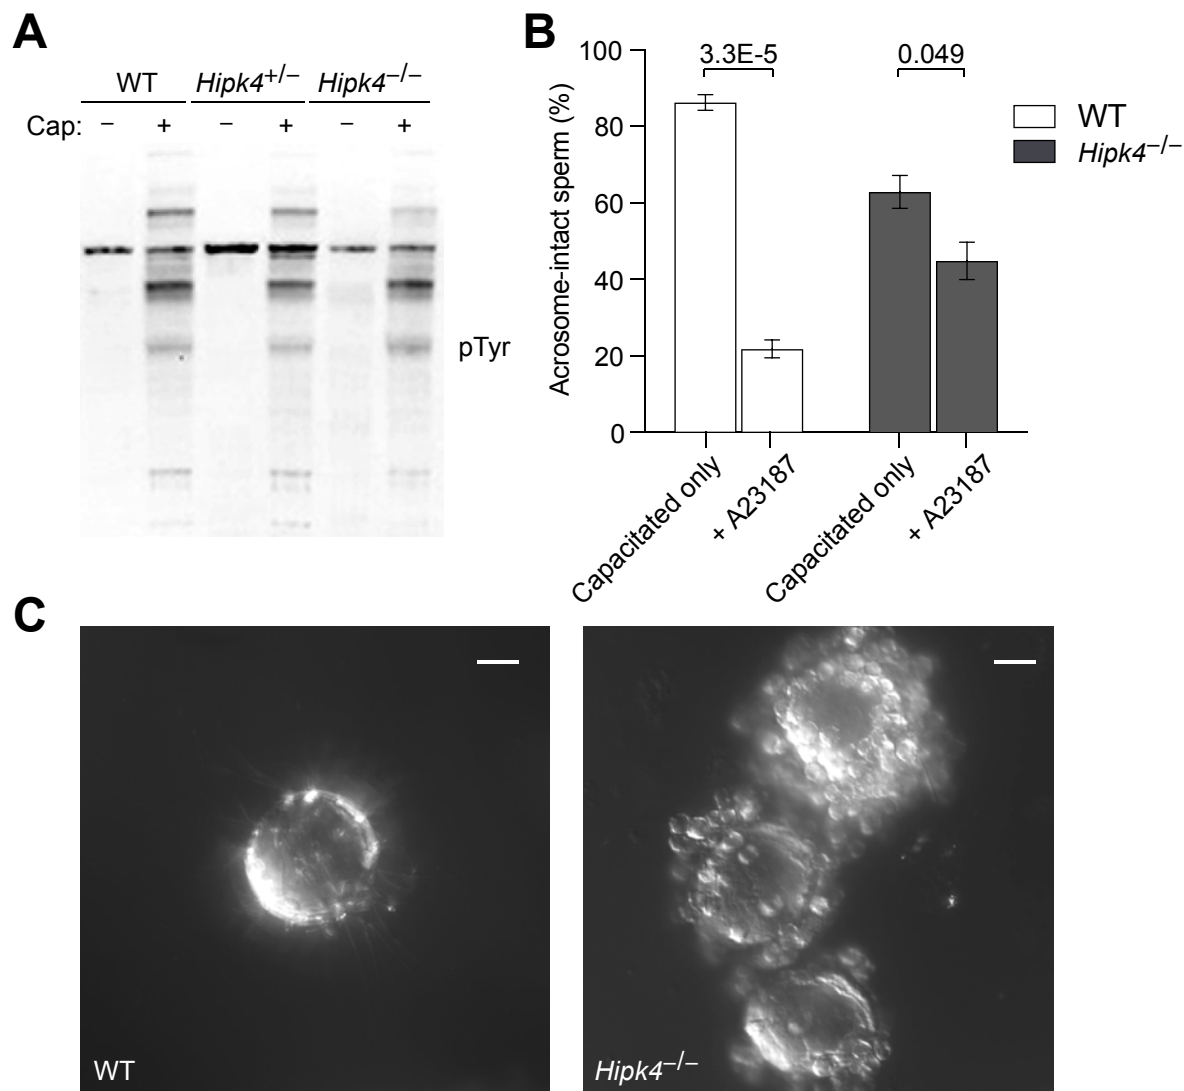 A
WT Hipk4+/– Hipk4–/–
Cap: – + – + – +
pTyr
B
3.3E-5 0.049
Acrosome-intact sperm (%)
100
80
60
40
20
0
WT
Hipk4–/–
Capacitated only
+ A23187
Capacitated only
+ A23187
C
WT
Hipk4–/–